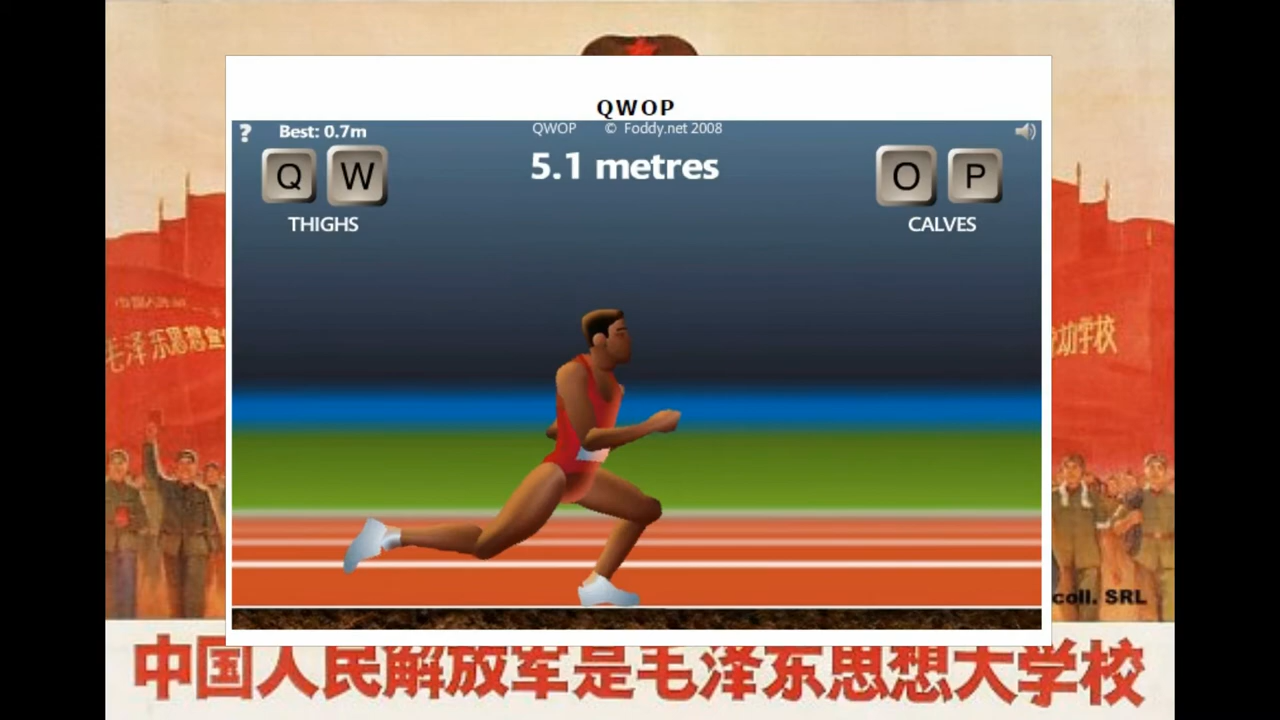 QWOP
? Best: 0.7m QWOP © Foddy.net 2008
5.1 metres
Q W O P
THIGHS CALVES
毛泽东思想宣
学校
coll. SRL
中国人民解放军是毛泽东思想大学校